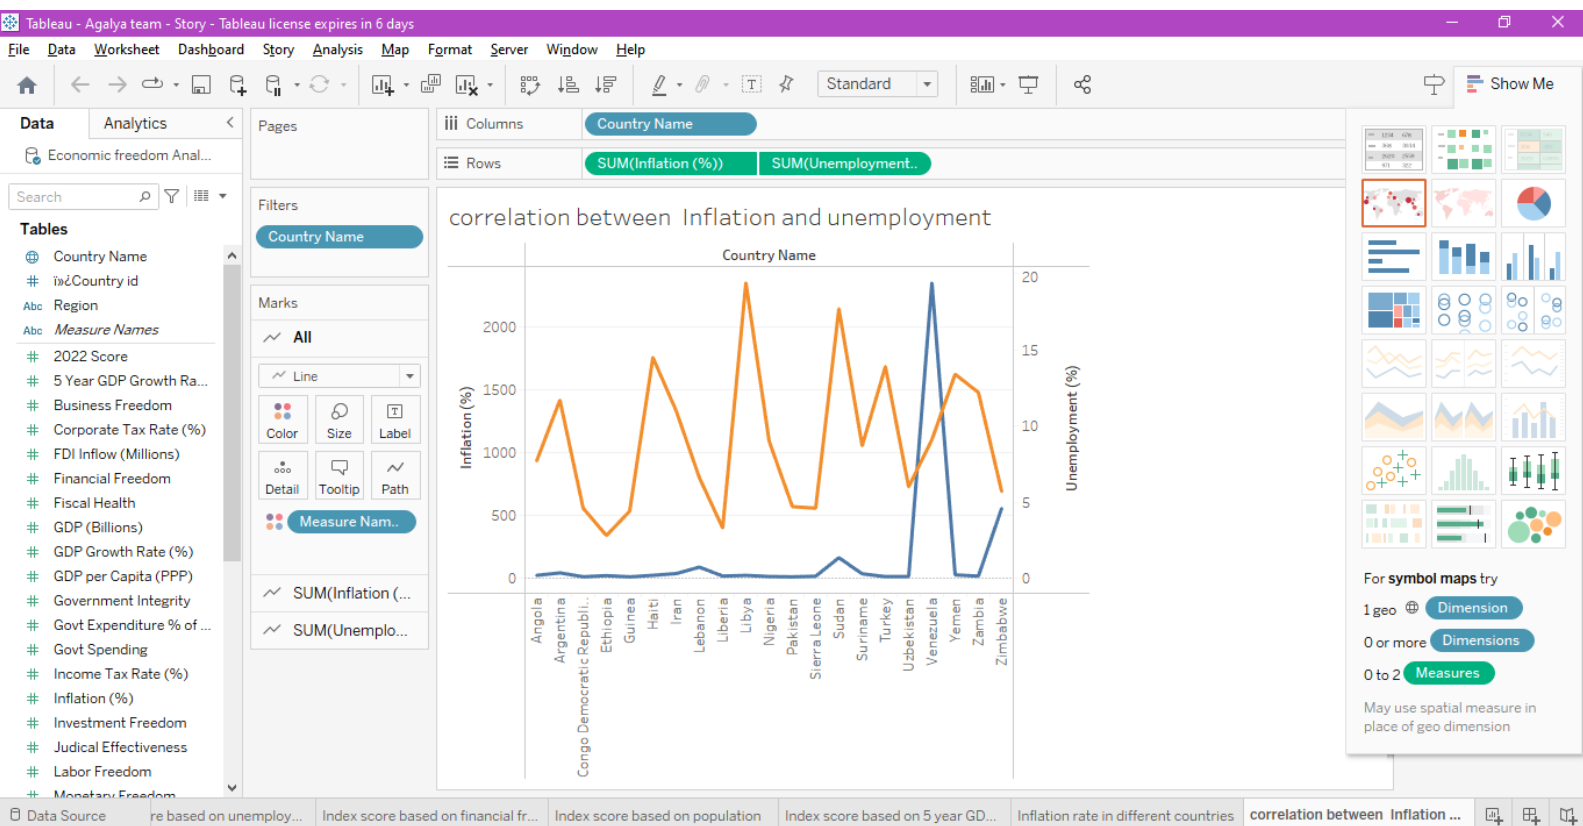 Tableau - Agalya team - Story - Tableau license expires in 6 days
File Data Worksheet Dashboard Story Analysis Map Format Server Window Help
Standard
Show Me
Data Analytics
Economic freedom Anal...
Search
Tables
Country Name
ï»¿Country id
Abc Region
Abc Measure Names
2022 Score
5 Year GDP Growth Ra...
Business Freedom
Corporate Tax Rate (%)
FDI Inflow (Millions)
Financial Freedom
Fiscal Health
GDP (Billions)
GDP Growth Rate (%)
GDP per Capita (PPP)
Government Integrity
Govt Expenditure % of ...
Govt Spending
Income Tax Rate (%)
Inflation (%)
Investment Freedom
Judical Effectiveness
Labor Freedom
Monetary Freedom
Pages
Filters
Country Name
Marks
All
Line
Color Size Label
Detail Tooltip Path
Measure Nam..
SUM(Inflation (...
SUM(Unemplo...
Columns Country Name
Rows SUM(Inflation (%)) SUM(Unemployment..
correlation between Inflation and unemployment
Country Name
Inflation (%)
2000
1500
1000
500
0
20
15
10
5
0
Unemployment (%)
Angola
Argentina
Congo Democratic Republi..
Ethiopia
Guinea
Haiti
Iran
Lebanon
Liberia
Libya
Nigeria
Pakistan
Sierra Leone
Sudan
Suriname
Turkey
Uzbekistan
Venezuela
Yemen
Zambia
Zimbabwe
For symbol maps try
1 geo Dimension
0 or more Dimensions
0 to 2 Measures
May use spatial measure in
place of geo dimension
Data Source
re based on unemploy...
Index score based on financial fr...
Index score based on population
Index score based on 5 year GD...
Inflation rate in different countries
correlation between Inflation ...